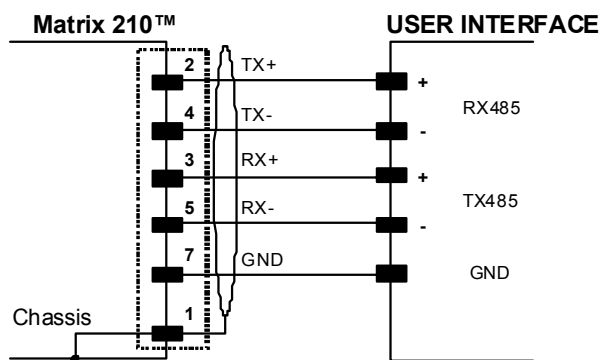 Matrix 210™ USER INTERFACE
2 TX+ +
RX485
4 TX- -
3 RX+ +
TX485
5 RX- -
7 GND GND
1
Chassis